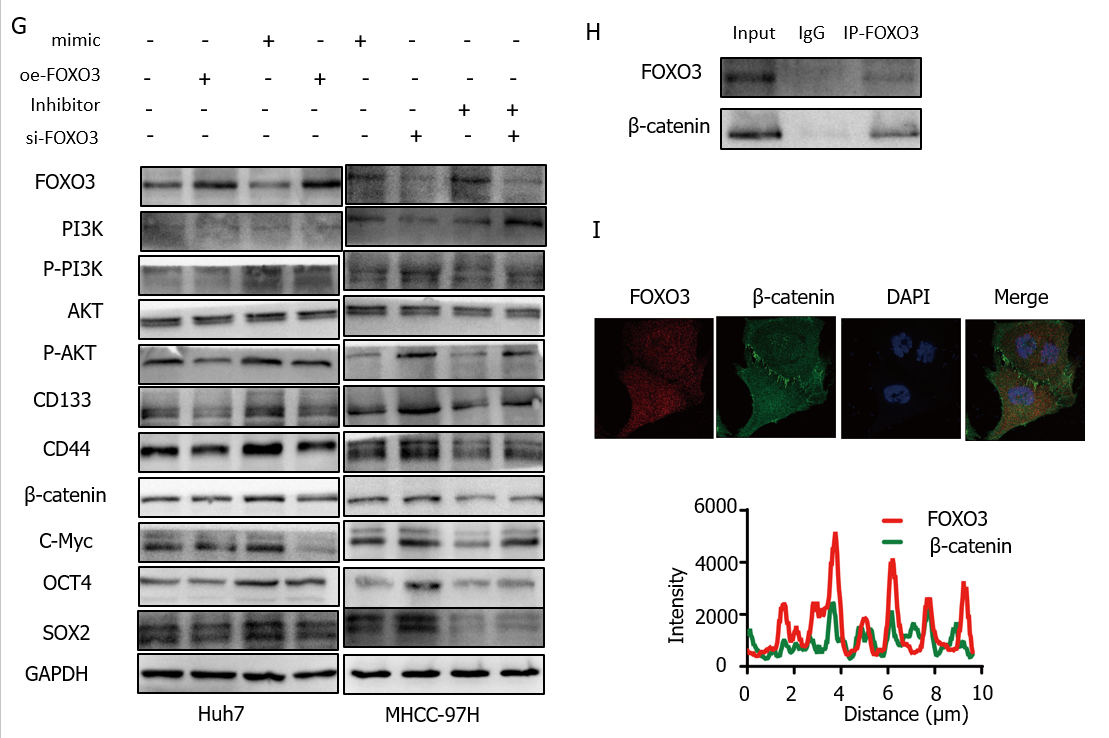 G
mimic - - + - + - - -
oe-FOXO3 - + - + - - - -
Inhibitor - - - - - - + +
si-FOXO3 - - - - - + - +
FOXO3
PI3K
P-PI3K
AKT
P-AKT
CD133
CD44
β-catenin
C-Myc
OCT4
SOX2
GAPDH
Huh7 MHCC-97H
H
Input IgG IP-FOXO3
FOXO3
β-catenin
I
FOXO3 β-catenin DAPI Merge
6000
4000
2000
0
Intensity
FOXO3
β-catenin
0 2 4 6 8 10
Distance (μm)